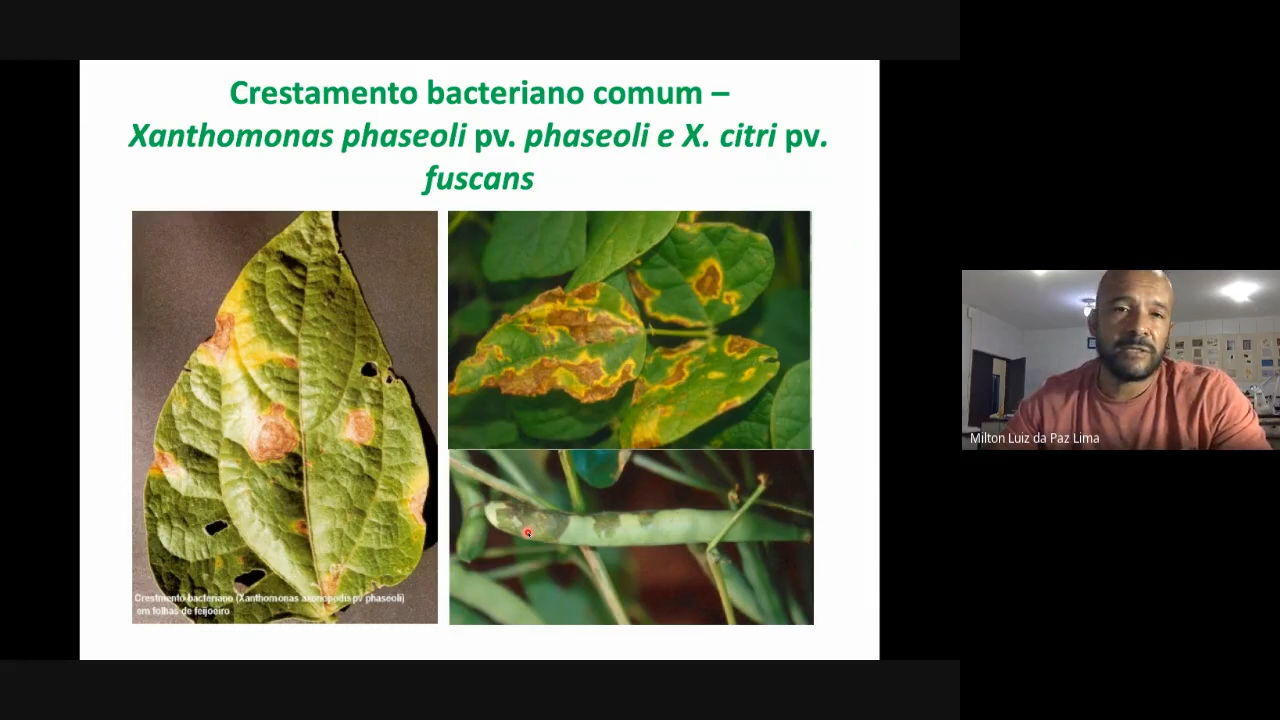 Crestamento bacteriano comum –
Xanthomonas phaseoli pv. phaseoli e X. citri pv.
fuscans
Crestmento bacteriano (Xanthomonas axonopodis pv phaseoli)
em folhas de feijoeiro
Milton Luiz da Paz Lima